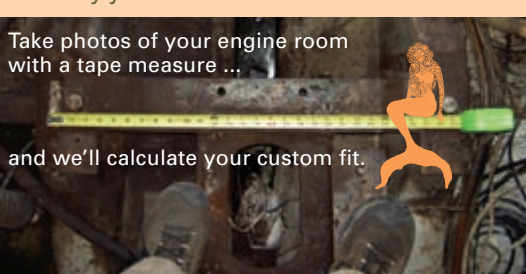 Take photos of your engine room
with a tape measure ...
and we'll calculate your custom fit.